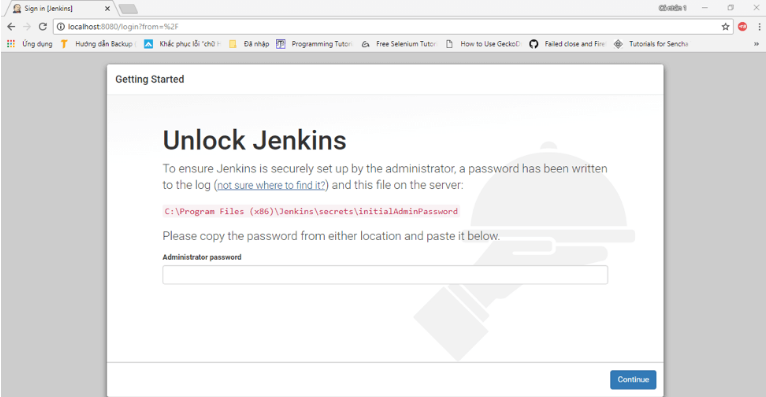 Sign in [Jenkins]
localhost:8080/login?from=%2F
Ứng dụng
Hướng dẫn Backup
Khắc phục lỗi "chữ
Đã nhập
Programming Tutori
Free Selenium Tutor
How to Use GeckoD
Failed close and Fire
Tutorials for Sencha
Getting Started
Unlock Jenkins
To ensure Jenkins is securely set up by the administrator, a password has been written
to the log (not sure where to find it?) and this file on the server:
C:\Program Files (x86)\Jenkins\secrets\initialAdminPassword
Please copy the password from either location and paste it below.
Administrator password
Continue